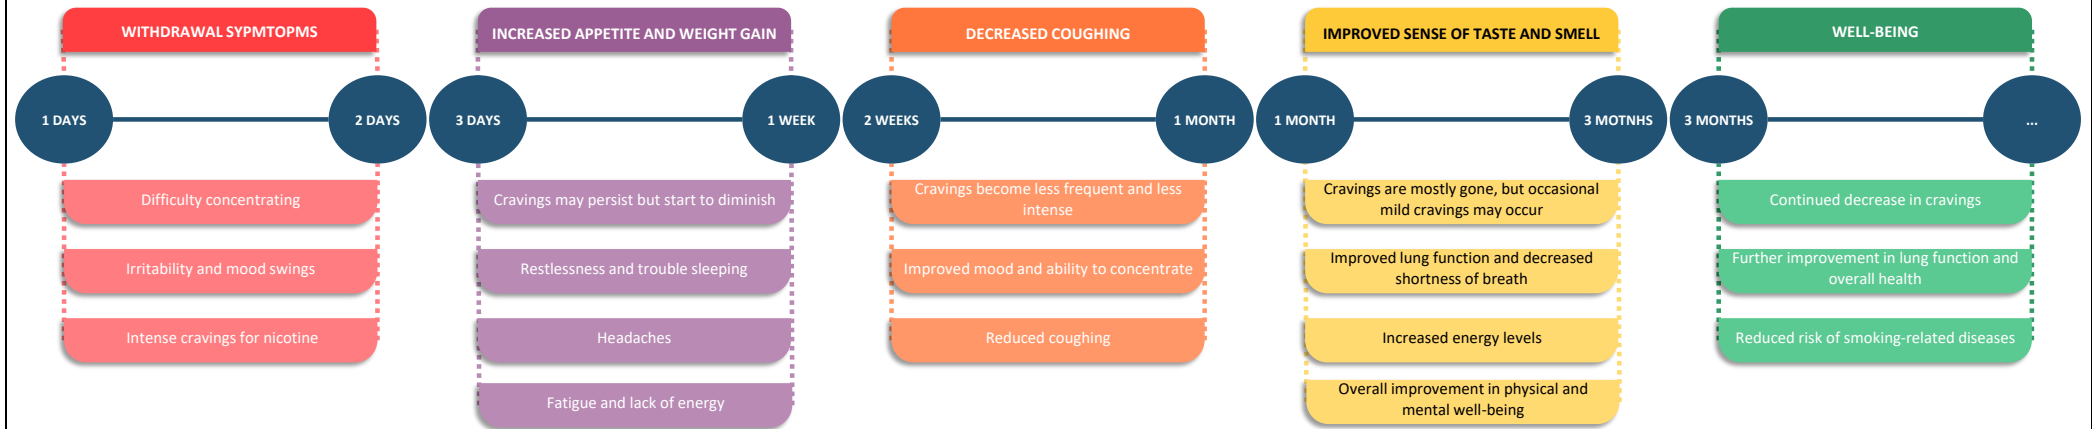 WITHDRAWAL SYPMTOPMS
1 DAYS
2 DAYS
Difficulty concentrating
Irritability and mood swings
Intense cravings for nicotine
INCREASED APPETITE AND WEIGHT GAIN
3 DAYS
1 WEEK
Cravings may persist but start to diminish
Restlessness and trouble sleeping
Headaches
Fatigue and lack of energy
DECREASED COUGHING
2 WEEKS
1 MONTH
Cravings become less frequent and less
intense
Improved mood and ability to concentrate
Reduced coughing
IMPROVED SENSE OF TASTE AND SMELL
1 MONTH
3 MOTNHS
Cravings are mostly gone, but occasional
mild cravings may occur
Improved lung function and decreased
shortness of breath
Increased energy levels
Overall improvement in physical and
mental well-being
WELL-BEING
3 MONTHS
...
Continued decrease in cravings
Further improvement in lung function and
overall health
Reduced risk of smoking-related diseases